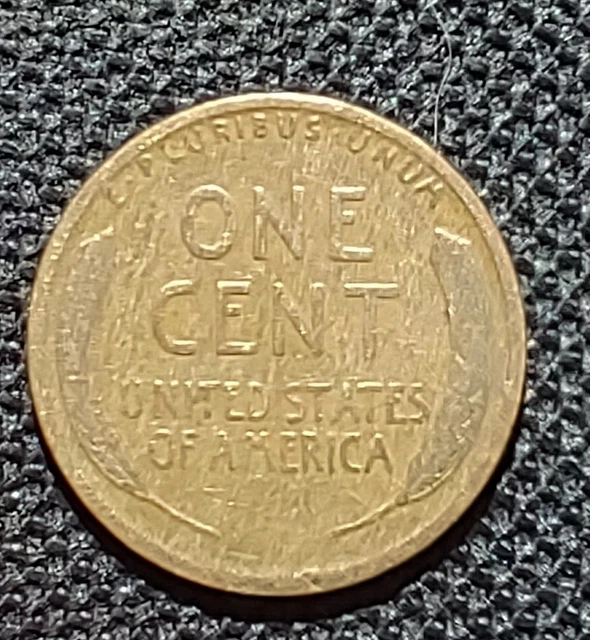 E·PLURIBUS·UNUM
ONE
CENT
UNITED STATES
OF AMERICA